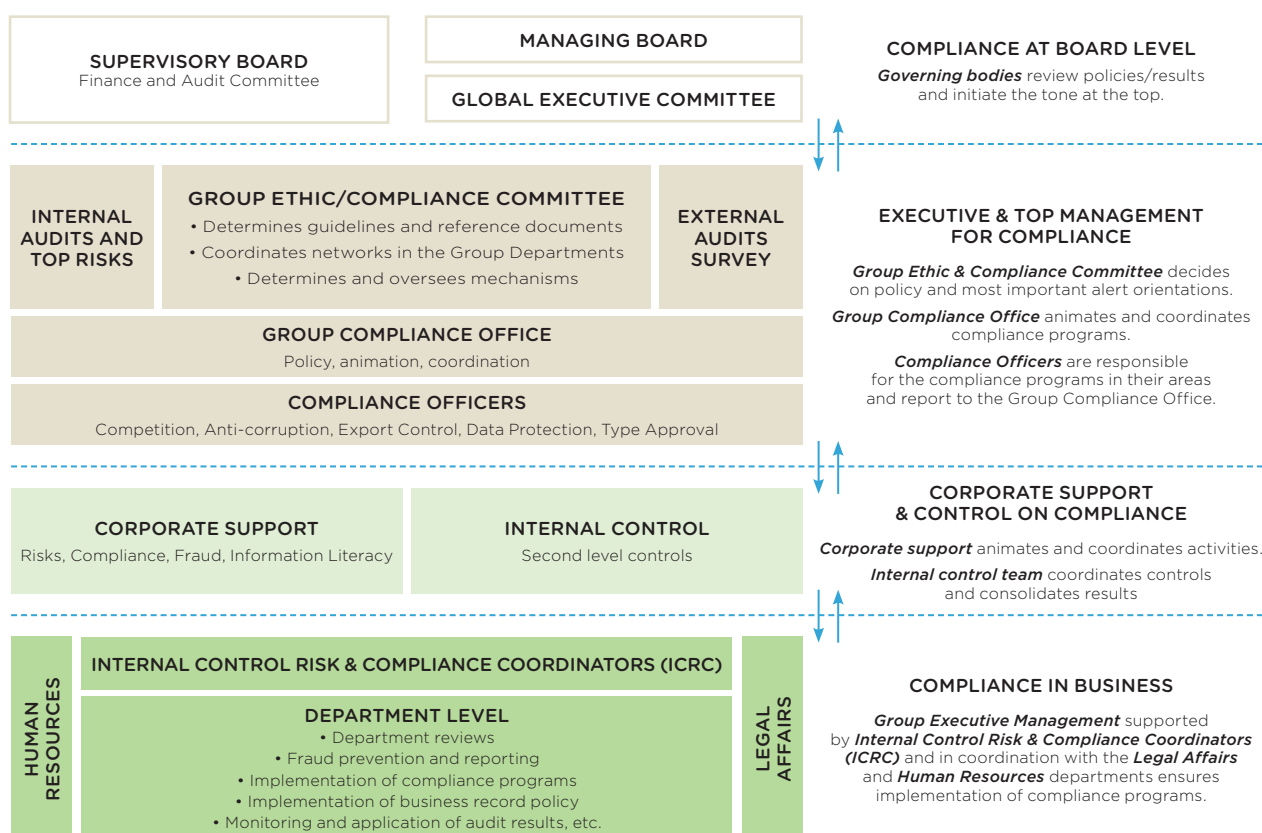 SUPERVISORY BOARD
Finance and Audit Committee
MANAGING BOARD
GLOBAL EXECUTIVE COMMITTEE
COMPLIANCE AT BOARD LEVEL
Governing bodies review policies/results
and initiate the tone at the top.
INTERNAL
AUDITS AND
TOP RISKS
GROUP ETHIC/COMPLIANCE COMMITTEE
• Determines guidelines and reference documents
• Coordinates networks in the Group Departments
• Determines and oversees mechanisms
EXTERNAL
AUDITS
SURVEY
GROUP COMPLIANCE OFFICE
Policy, animation, coordination
COMPLIANCE OFFICERS
Competition, Anti-corruption, Export Control, Data Protection, Type Approval
EXECUTIVE & TOP MANAGEMENT
FOR COMPLIANCE
Group Ethic & Compliance Committee decides
on policy and most important alert orientations.
Group Compliance Office animates and coordinates
compliance programs.
Compliance Officers are responsible
for the compliance programs in their areas
and report to the Group Compliance Office.
CORPORATE SUPPORT
Risks, Compliance, Fraud, Information Literacy
INTERNAL CONTROL
Second level controls
CORPORATE SUPPORT
& CONTROL ON COMPLIANCE
Corporate support animates and coordinates activities.
Internal control team coordinates controls
and consolidates results
HUMAN
RESOURCES
INTERNAL CONTROL RISK & COMPLIANCE COORDINATORS (ICRC)
DEPARTMENT LEVEL
• Department reviews
• Fraud prevention and reporting
• Implementation of compliance programs
• Implementation of business record policy
• Monitoring and application of audit results, etc.
LEGAL
AFFAIRS
COMPLIANCE IN BUSINESS
Group Executive Management supported
by Internal Control Risk & Compliance Coordinators
(ICRC) and in coordination with the Legal Affairs
and Human Resources departments ensures
implementation of compliance programs.